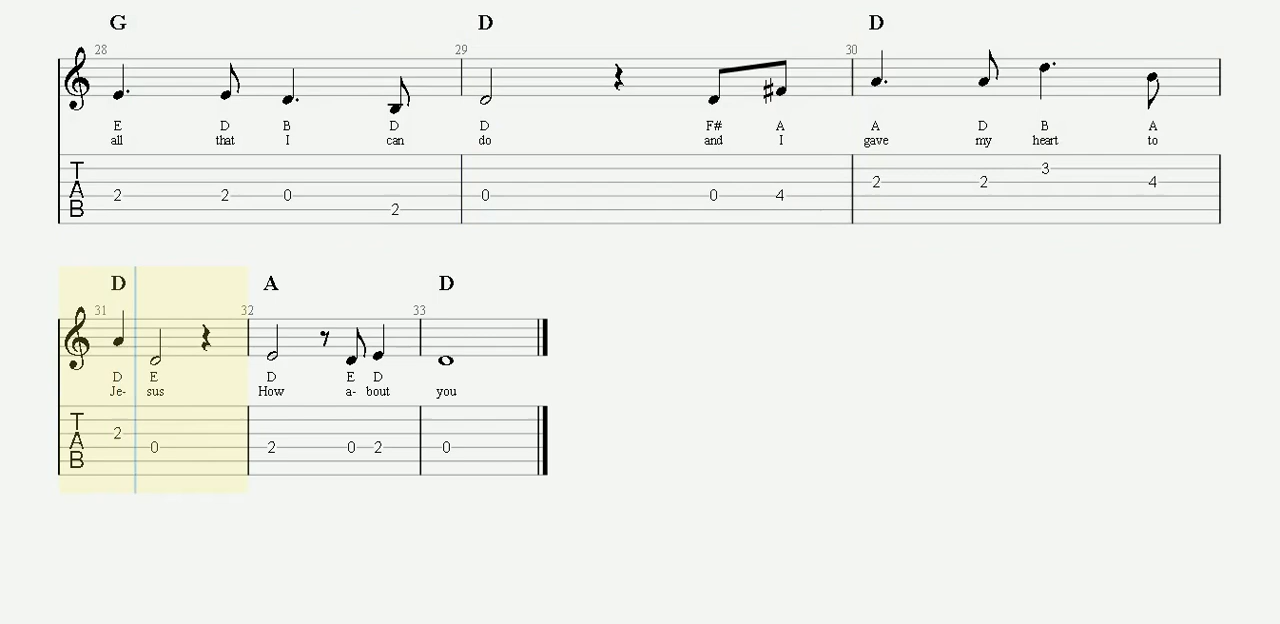 G D D
28 29 30
E D B D D F# A A D B A
all that I can do and I gave my heart to
T 3
2 2 4
A 2 2 0 0 0 4
B 2
D A D
31 32 33
D E D E D
Je- sus How a- bout you
T
2
A 0 2 0 2 0
B